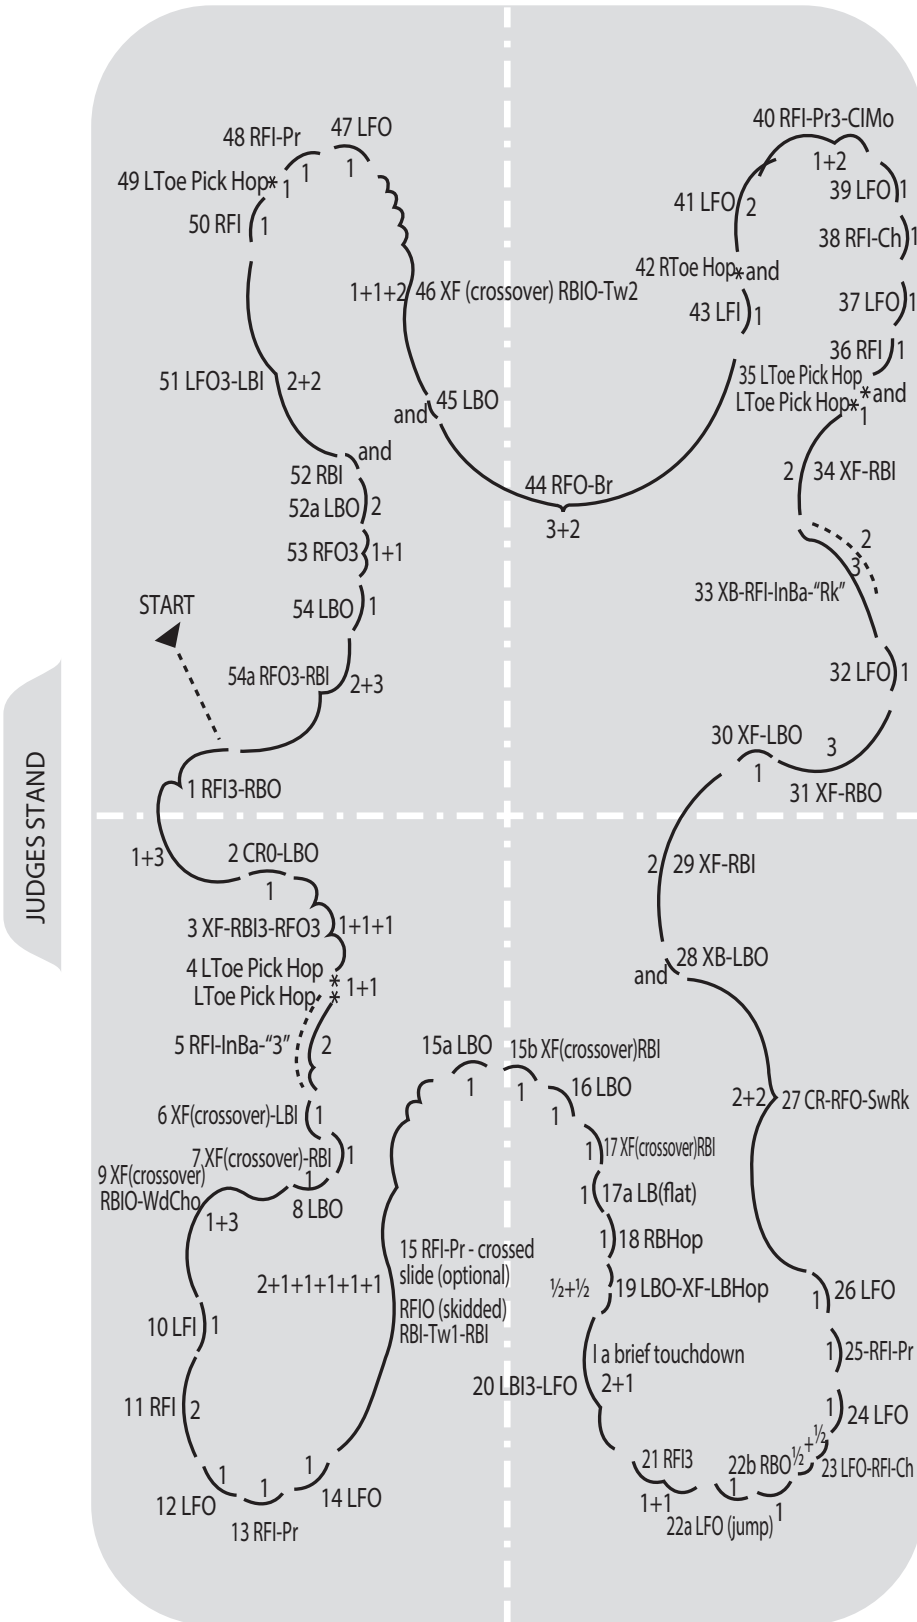 JUDGES STAND
START
1 RFI3-RBO
1+3
2 CR0-LBO
1
3 XF-RBI3-RFO3
1+1+1
4 LToe Pick Hop
LToe Pick Hop
*
*
1+1
5 RFI-InBa-“3”
2
6 XF(crossover)-LBI
1
7 XF(crossover)-RBI
1
8 LBO
1
9 XF(crossover)
RBIO-WdCho
1+3
10 LFI
1
11 RFI
2
12 LFO
1
13 RFI-Pr
1
14 LFO
1
15 RFI-Pr - crossed
slide (optional)
RFIO (skidded)
RBI-Tw1-RBI
2+1+1+1+1+1
15a LBO
1
15b XF(crossover)RBI
1
16 LBO
1
17 XF(crossover)RBI
1
17a LB(flat)
1
18 RBHop
1
19 LBO-XF-LBHop
½+½
l a brief touchdown
20 LBI3-LFO
2+1
21 RFI3
1+1
22a LFO (jump)
1
22b RBO
1
23 LFO-RFI-Ch
½+½
24 LFO
1
25-RFI-Pr
1
26 LFO
1
27 CR-RFO-SwRk
2+2
28 XB-LBO
and
29 XF-RBI
2
30 XF-LBO
1
31 XF-RBO
3
32 LFO
1
33 XB-RFI-InBa-“Rk”
2
3
34 XF-RBI
2
35 LToe Pick Hop
LToe Pick Hop*
*and
1
36 RFI
1
37 LFO
1
38 RFI-Ch
1
39 LFO
1
40 RFI-Pr3-ClMo
1+2
41 LFO
2
42 RToe Hop
*and
43 LFI
1
44 RFO-Br
3+2
45 LBO
and
46 XF (crossover) RBIO-Tw2
1+1+2
47 LFO
1
48 RFI-Pr
1
49 LToe Pick Hop*
1
50 RFI
1
51 LFO3-LBI
2+2
52 RBI
and
52a LBO
2
53 RFO3
1+1
54 LBO
1
54a RFO3-RBI
2+3